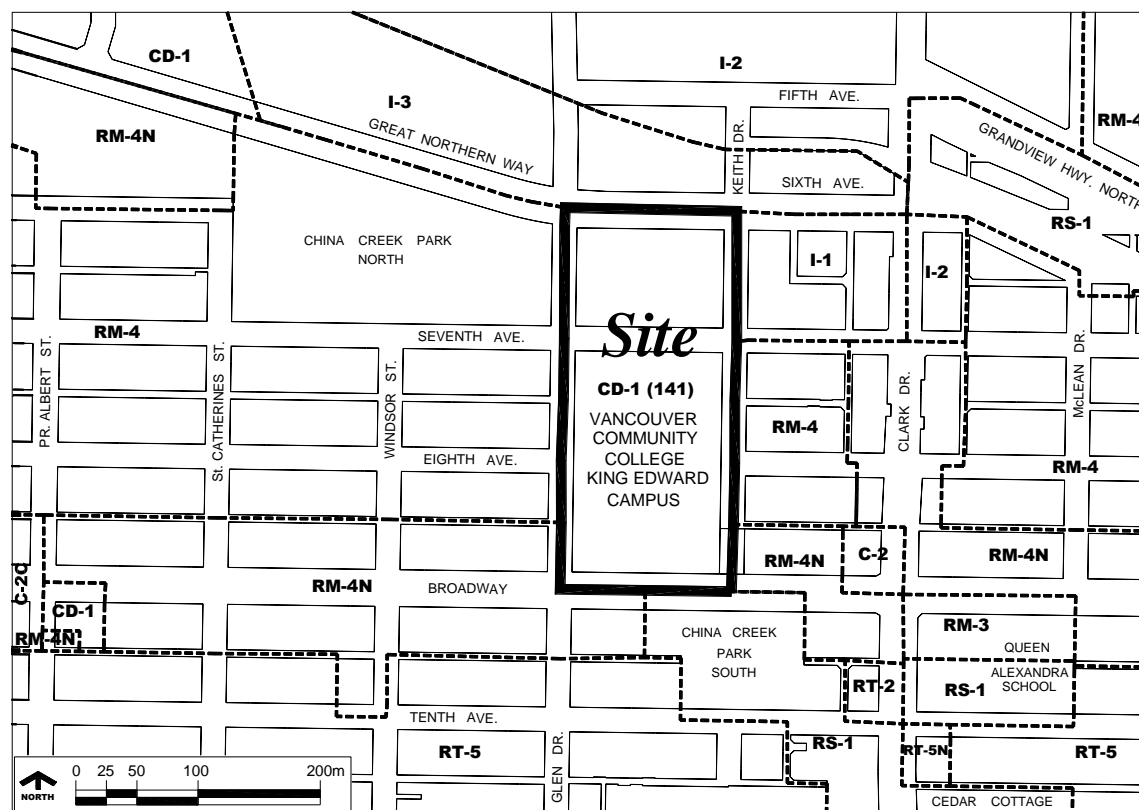 CD-1
I-2
FIFTH AVE.
I-3
GREAT NORTHERN WAY
RM-4N
KEITH DR.
RM-4
GRANDVIEW HWY. NORTH
SIXTH AVE.
RS-1
CHINA CREEK PARK
NORTH
I-1
I-2
RM-4
PR. ALBERT ST.
St. CATHERINES ST.
WINDSOR ST.
SEVENTH AVE.
Site
CD-1 (141)
VANCOUVER
COMMUNITY
COLLEGE
KING EDWARD
CAMPUS
RM-4
CLARK DR.
McLEAN DR.
EIGHTH AVE.
RM-4
C-2C
CD-1
RM-4N
RM-4N
BROADWAY
RM-4N
C-2
RM-4N
CHINA CREEK
PARK
SOUTH
RM-3
QUEEN
ALEXANDRA
SCHOOL
RT-2
RS-1
TENTH AVE.
RT-5
GLEN DR.
RS-1
RT-5N
RT-5
CEDAR COTTAGE
NORTH
0 25 50 100 200m